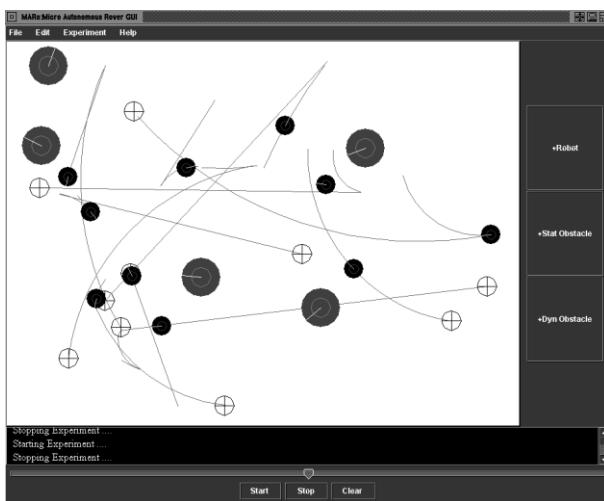 MARs:Micro Autonomous Rover GUI
File Edit Experiment Help
+Robot
+Stat Obstacle
+Dyn Obstacle
Stopping Experiment ....
Starting Experiment ....
Stopping Experiment ....
Start Stop Clear